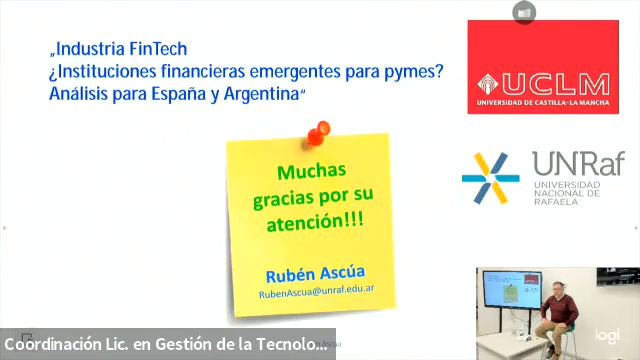 „Industria FinTech
¿Instituciones financieras emergentes para pymes?
Análisis para España y Argentina“
UCLM
UNIVERSIDAD DE CASTILLA-LA MANCHA
UNRaf
UNIVERSIDAD
NACIONAL DE
RAFAELA
Muchas
gracias por su
atención!!!
Rubén Ascúa
RubenAscua@unraf.edu.ar
logi
Coordinación Lic. en Gestión de la Tecnolo...